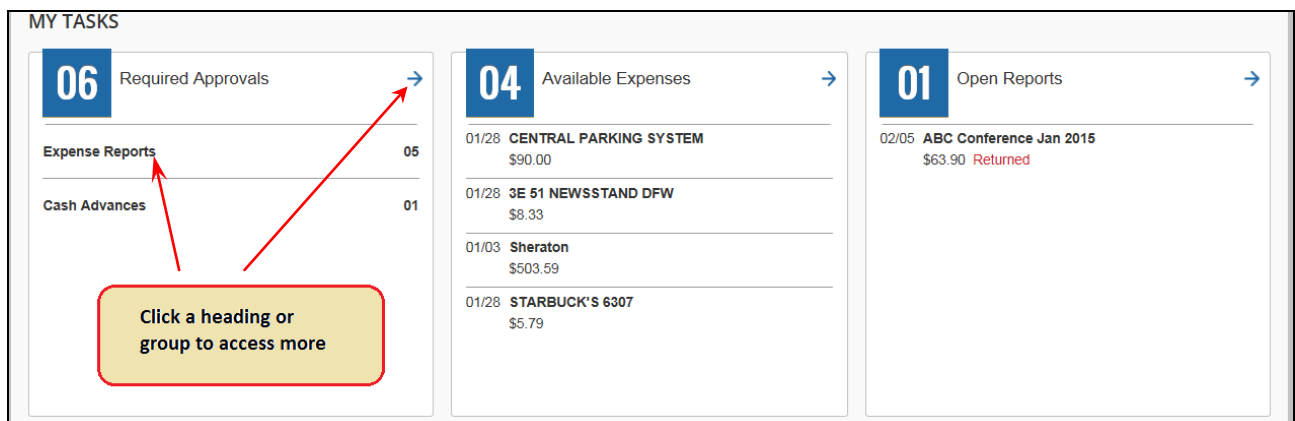 MY TASKS
06 Required Approvals
Expense Reports 05
Cash Advances 01
Click a heading or
group to access more
04 Available Expenses
01/28 CENTRAL PARKING SYSTEM
$90.00
01/28 3E 51 NEWSSTAND DFW
$8.33
01/03 Sheraton
$503.59
01/28 STARBUCK'S 6307
$5.79
01 Open Reports
02/05 ABC Conference Jan 2015
$63.90 Returned